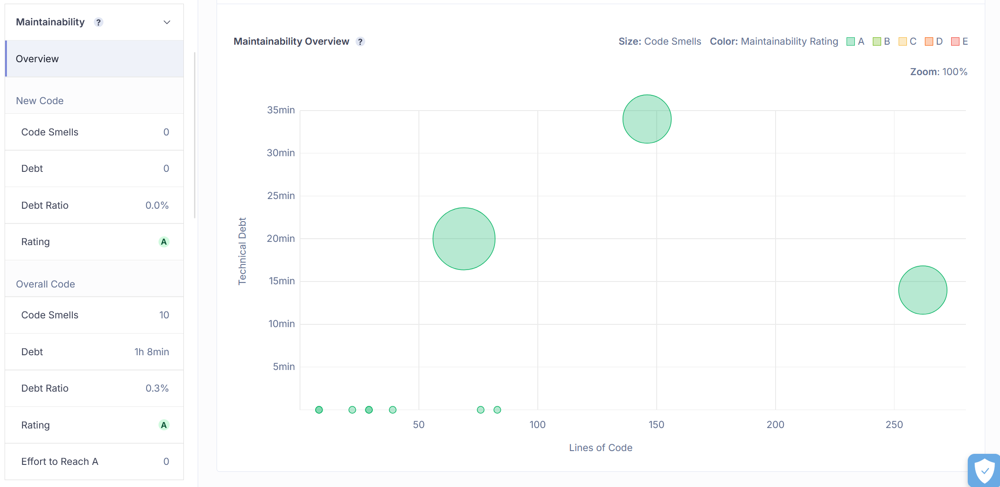 Maintainability ?
Overview
New Code
Code Smells 0
Debt 0
Debt Ratio 0.0%
Rating A
Overall Code
Code Smells 10
Debt 1h 8min
Debt Ratio 0.3%
Rating A
Effort to Reach A 0
Maintainability Overview ?
Size: Code Smells Color: Maintainability Rating A B C D E
Zoom: 100%
Technical Debt
35min
30min
25min
20min
15min
10min
5min
50 100 150 200 250
Lines of Code